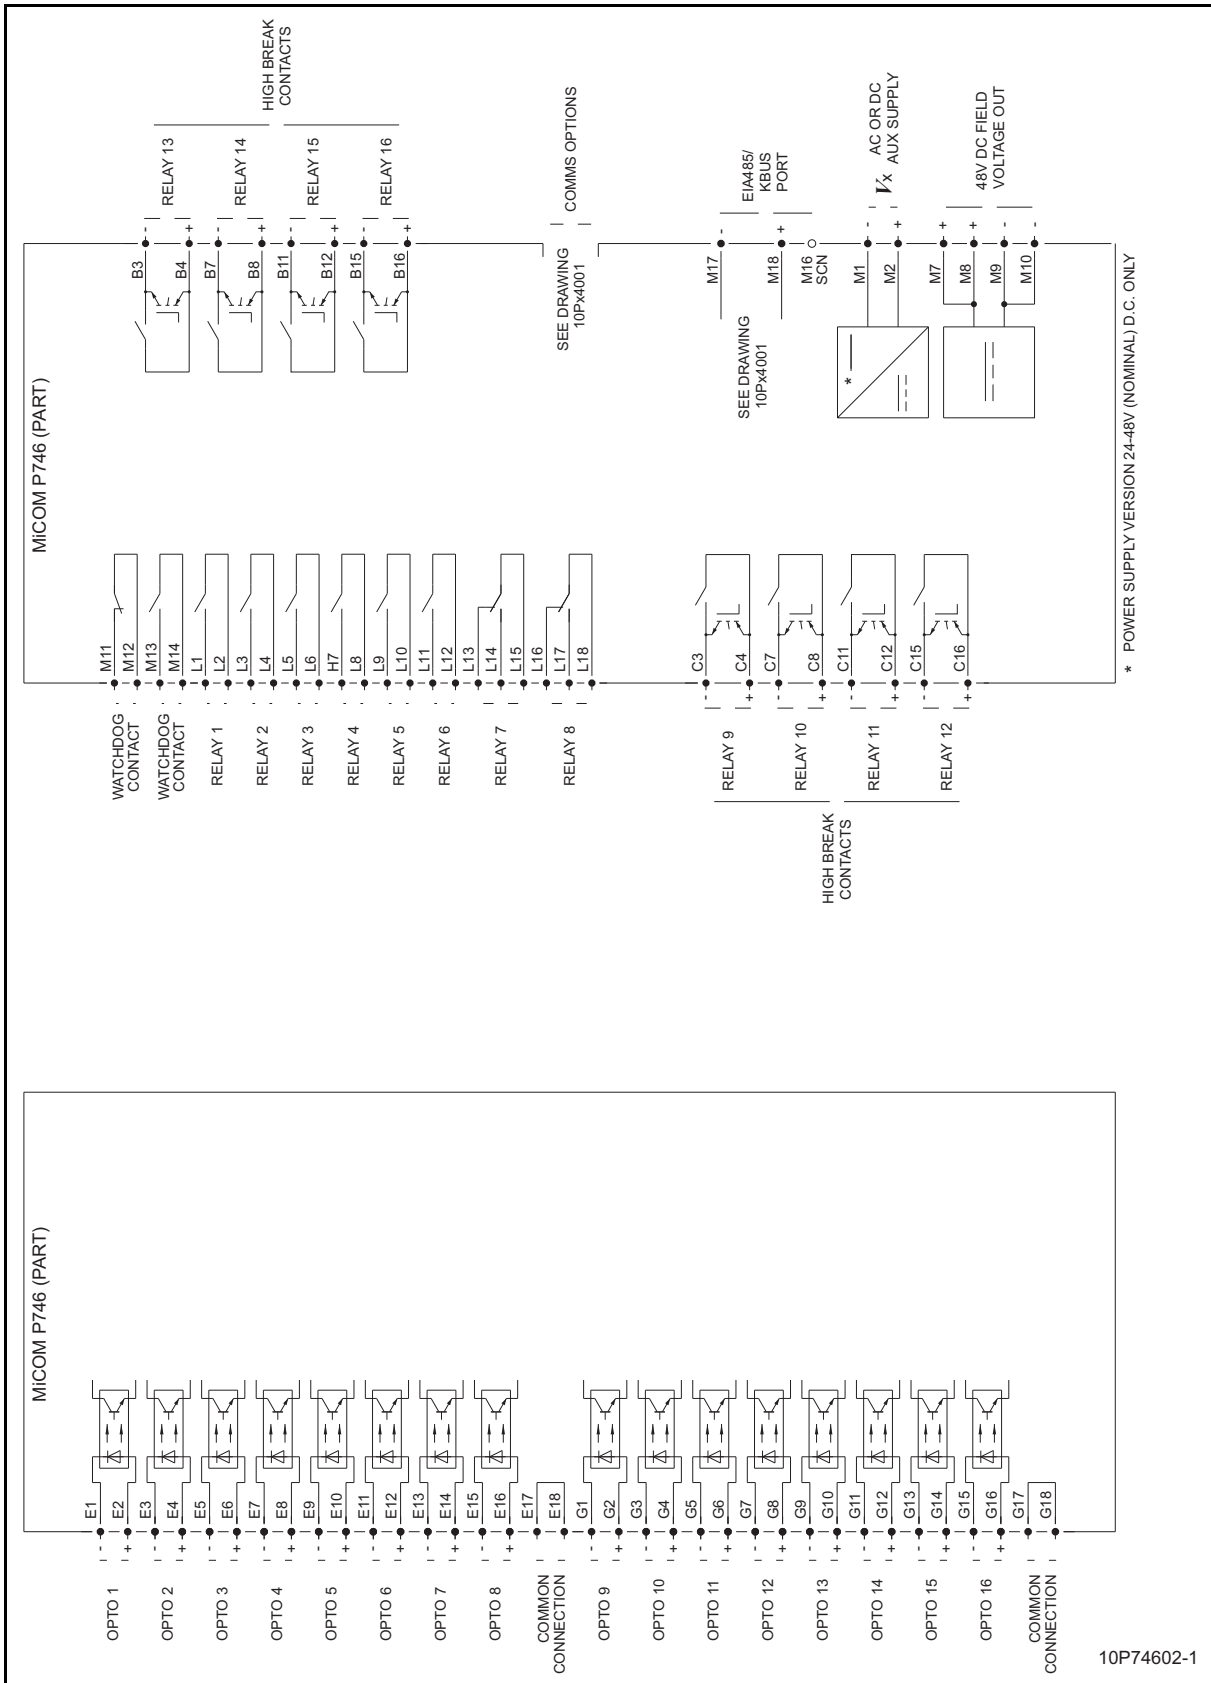 MiCOM P746 (PART)
HIGH BREAK
CONTACTS
RELAY 13
RELAY 14
RELAY 15
RELAY 16
-
+
-
+
-
+
-
+
B3
B4
B7
B8
B11
B12
B15
B16
COMMS OPTIONS
SEE DRAWING
10Px4001
EIA485/
KBUS
PORT
-
+
M17
M18
M16
SCN
SEE DRAWING
10Px4001
AC OR DC
Vx AUX SUPPLY
-
+
M1
M2
*
48V DC FIELD
VOLTAGE OUT
+
+
-
-
M7
M8
M9
M10
M11
M12
M13
M14
L1
L2
L3
L4
L5
L6
H7
L8
L9
L10
L11
L12
L13
L14
L15
L16
L17
L18
WATCHDOG
CONTACT
WATCHDOG
CONTACT
RELAY 1
RELAY 2
RELAY 3
RELAY 4
RELAY 5
RELAY 6
RELAY 7
RELAY 8
C3
C4
C7
C8
C11
C12
C15
C16
-
+
-
+
-
+
-
+
RELAY 9
RELAY 10
RELAY 11
RELAY 12
HIGH BREAK
CONTACTS
* POWER SUPPLY VERSION 24-48V (NOMINAL) D.C. ONLY
MiCOM P746 (PART)
E1
E2
E3
E4
E5
E6
E7
E8
E9
E10
E11
E12
E13
E14
E15
E16
E17
E18
G1
G2
G3
G4
G5
G6
G7
G8
G9
G10
G11
G12
G13
G14
G15
G16
G17
G18
-
+
-
+
-
+
-
+
-
+
-
+
-
+
-
+
-
+
-
+
-
+
-
+
-
+
-
+
-
+
-
+
OPTO 1
OPTO 2
OPTO 3
OPTO 4
OPTO 5
OPTO 6
OPTO 7
OPTO 8
COMMON
CONNECTION
OPTO 9
OPTO 10
OPTO 11
OPTO 12
OPTO 13
OPTO 14
OPTO 15
OPTO 16
COMMON
CONNECTION
10P74602-1